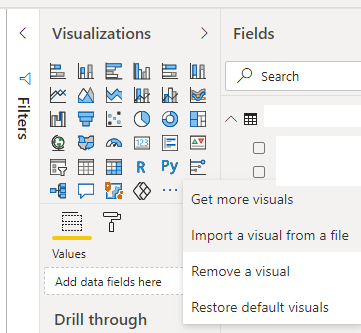 Visualizations
Fields
Filters
Search
123
R
Py
Get more visuals
Import a visual from a file
Remove a visual
Restore default visuals
Values
Add data fields here
Drill through